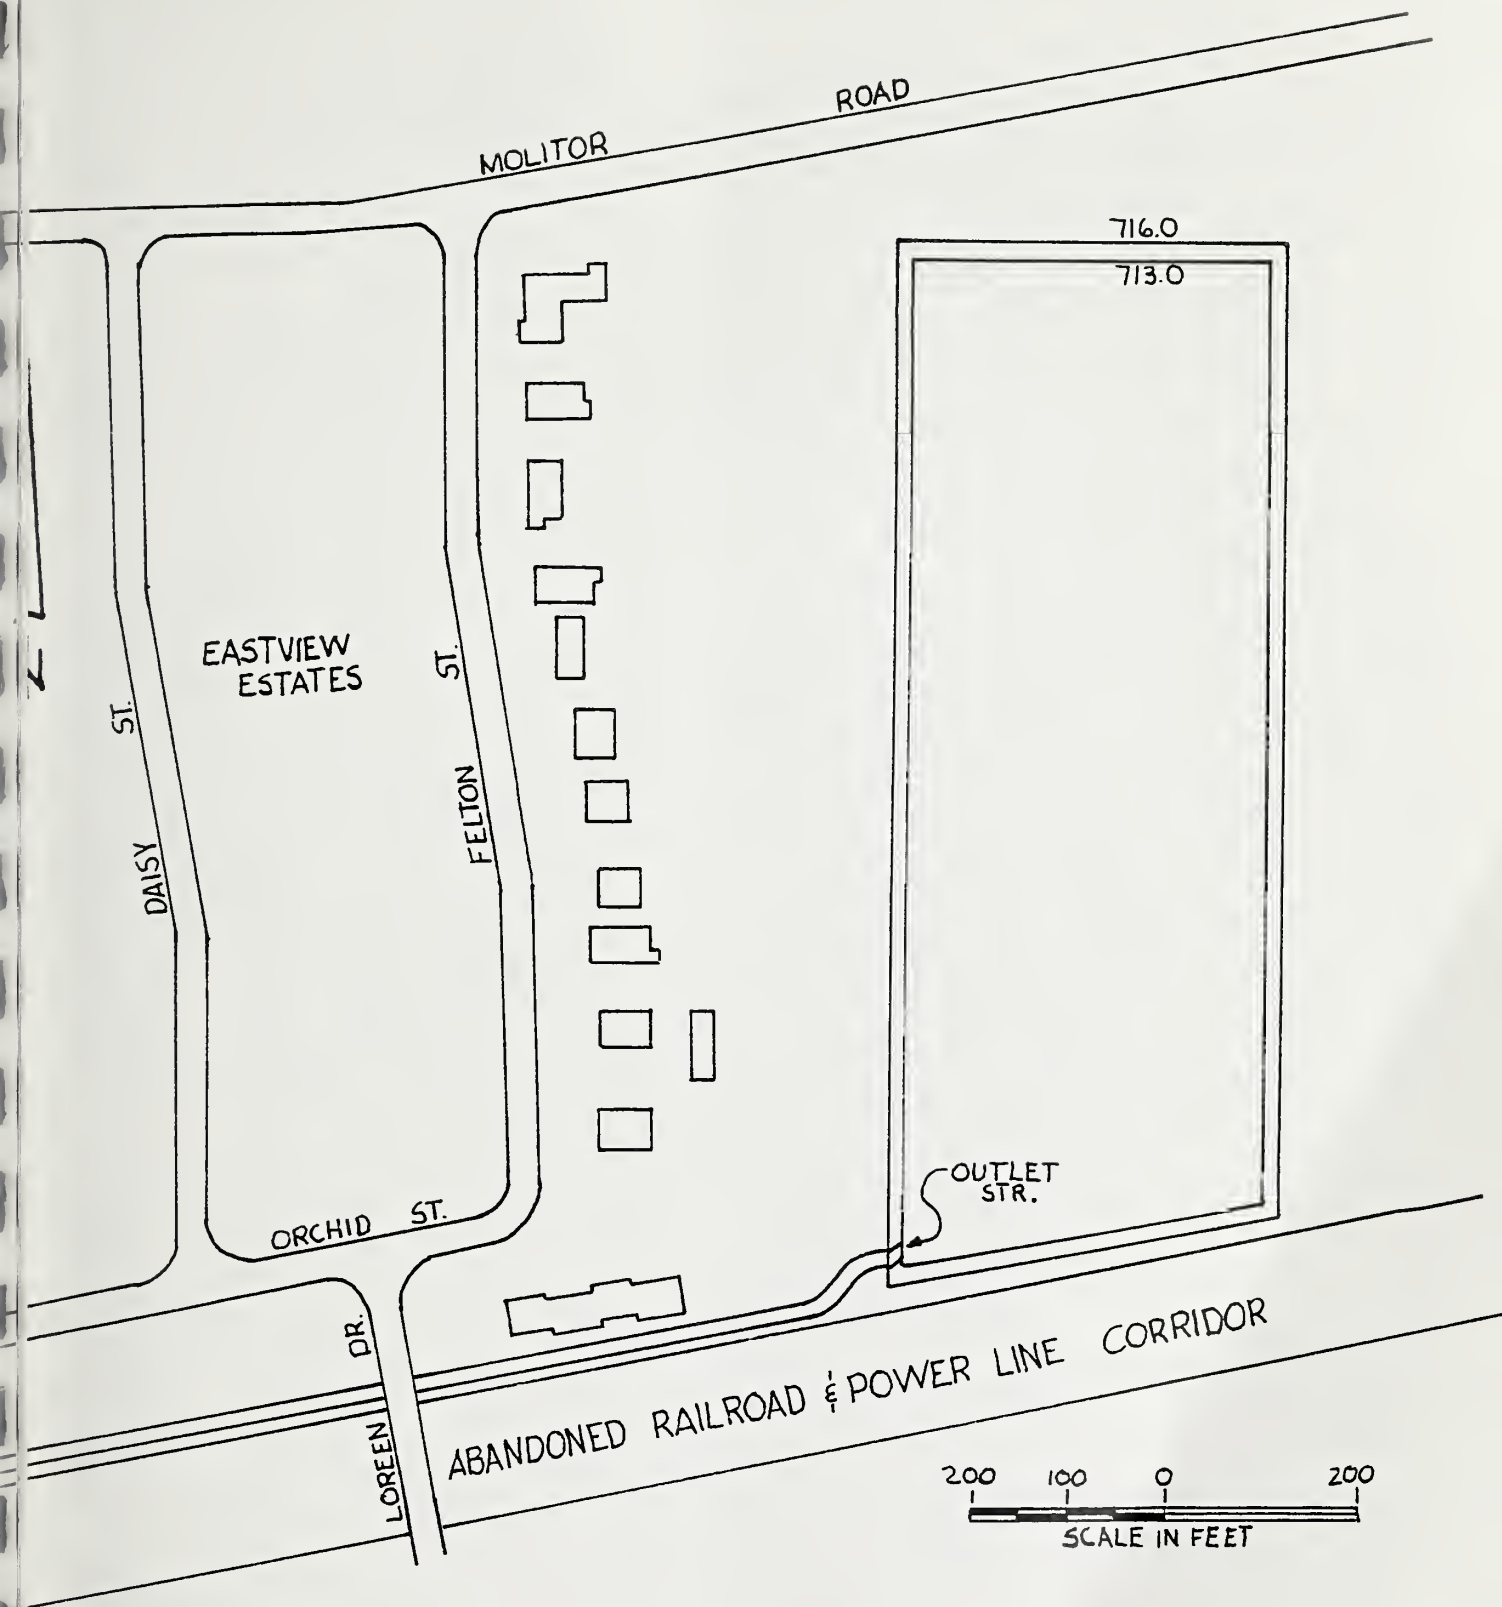 MOLITOR ROAD
716.0
713.0
EASTVIEW
ESTATES
DAISY ST.
FELTON ST.
ORCHID ST.
OUTLET
STR.
LOREEN DR.
ABANDONED RAILROAD & POWER LINE CORRIDOR
200 100 0 200
SCALE IN FEET